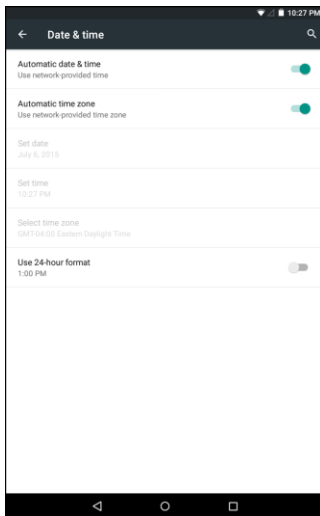 10:27 PM
Date & time
Automatic date & time
Use network-provided time
Automatic time zone
Use network-provided time zone
Set date
July 6, 2015
Set time
10:27 PM
Select time zone
GMT-04:00 Eastern Daylight Time
Use 24-hour format
1:00 PM